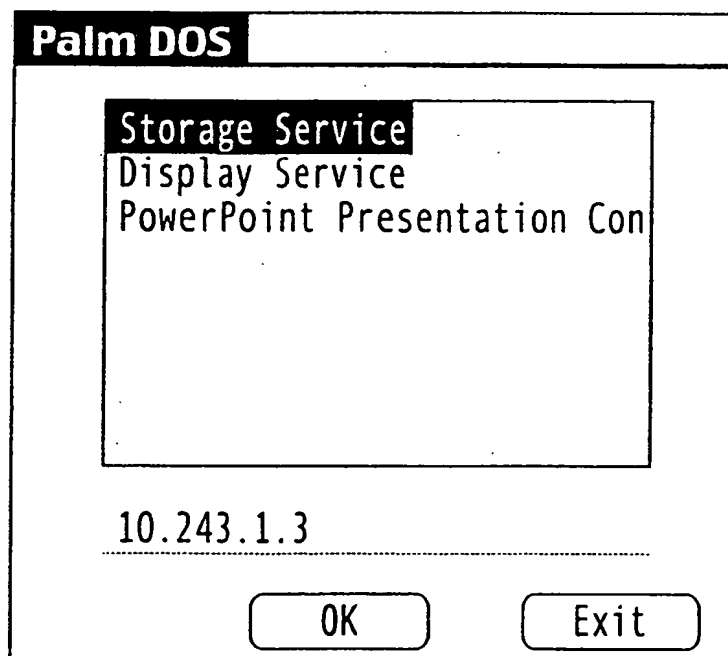 Palm DOS
Storage Service
Display Service
PowerPoint Presentation Con
10.243.1.3
OK Exit